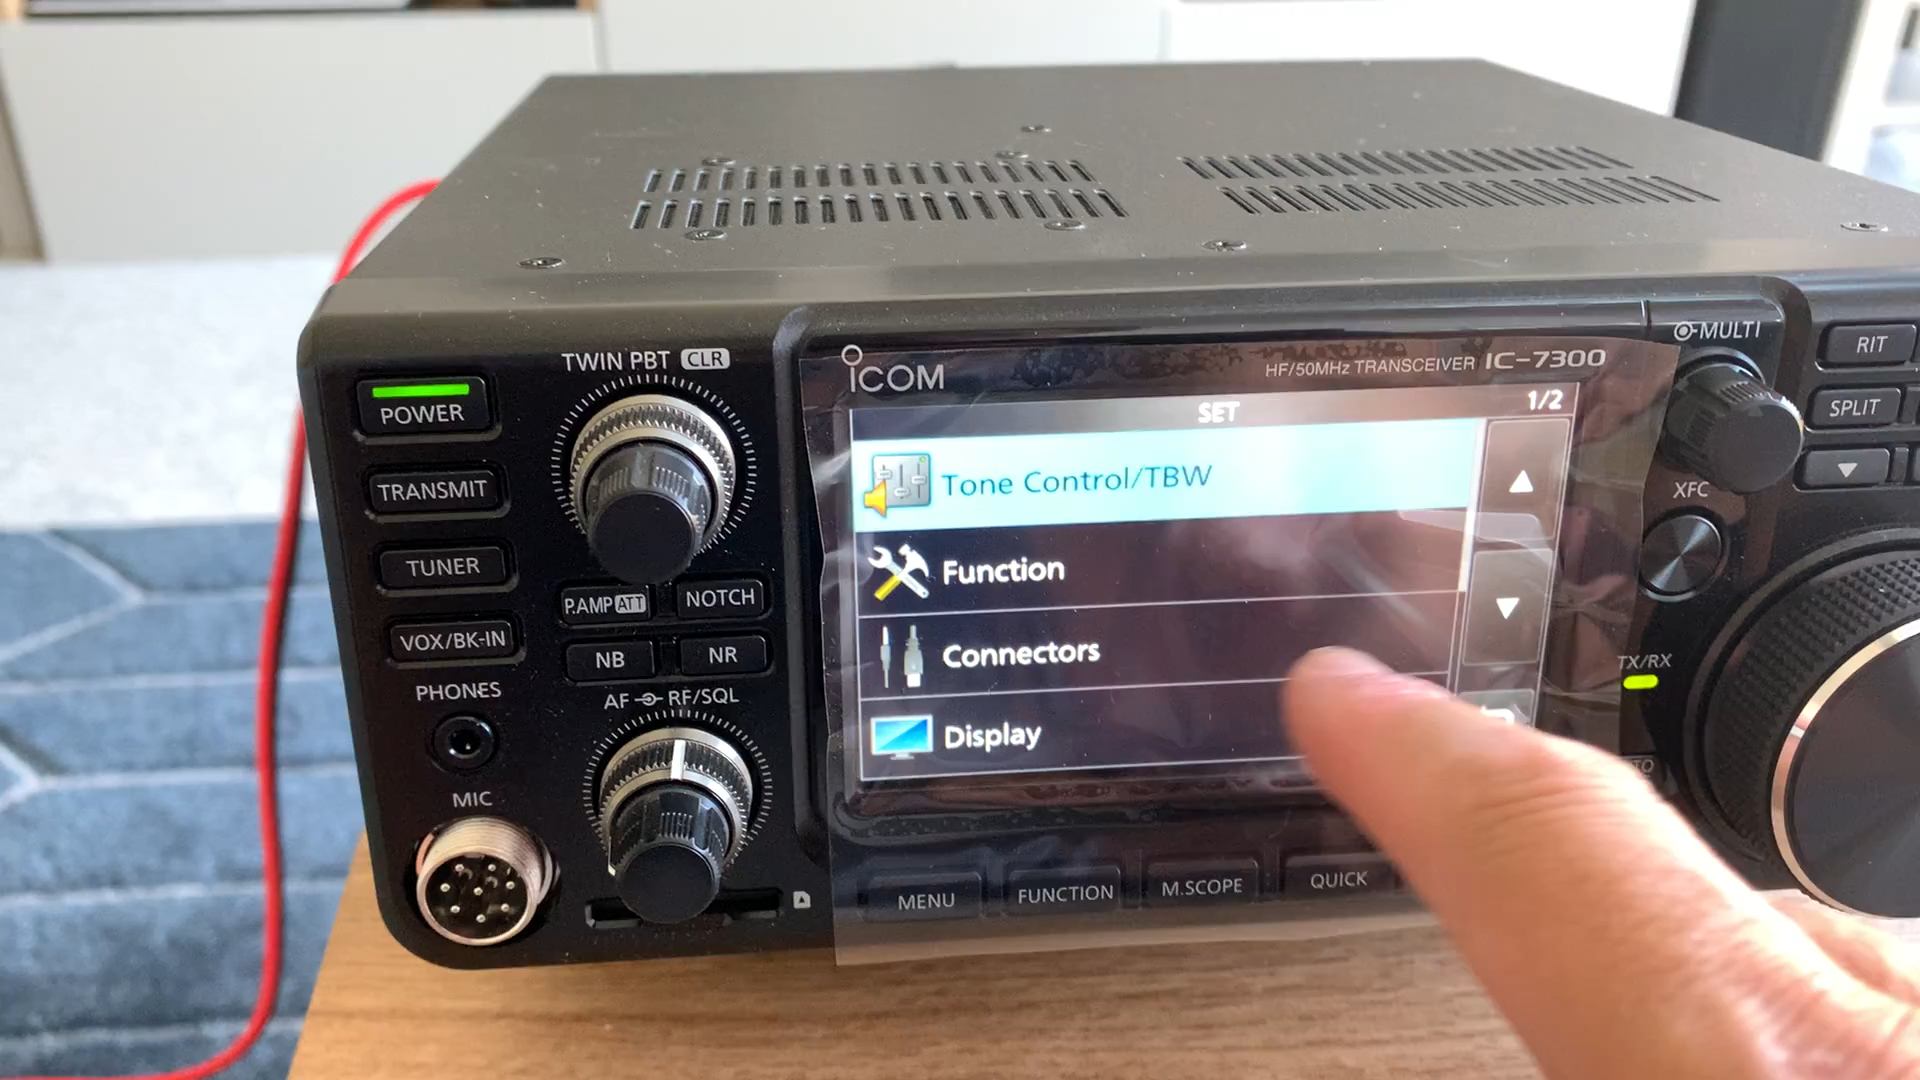 TWIN PBT CLR
POWER
TRANSMIT
TUNER
VOX/BK-IN
PHONES
MIC
P.AMP ATT
NOTCH
NB
NR
AF RF/SQL
ICOM
HF/50MHz TRANSCEIVER IC-7300
SET
1/2
Tone Control/TBW
Function
Connectors
Display
MENU
FUNCTION
M.SCOPE
QUICK
MULTI
RIT
SPLIT
XFC
TX/RX